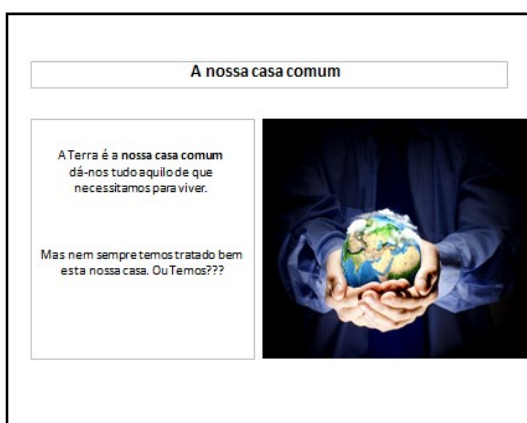 A nossa casa comum
A Terra é a nossa casa comum
dá-nos tudo aquilo de que
necessitamos para viver.
Mas nem sempre temos tratado bem
esta nossa casa. Ou Temos???